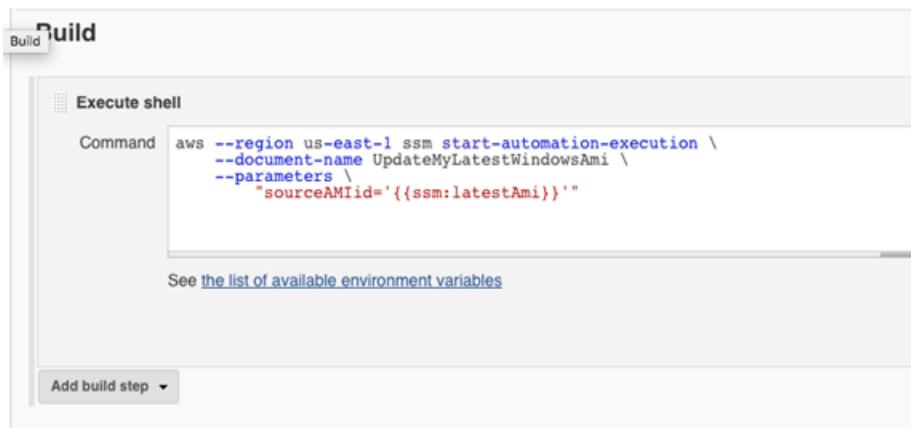 Build
Build
Execute shell
Command
aws --region us-east-1 ssm start-automation-execution \
--document-name UpdateMyLatestWindowsAmi \
--parameters \
"sourceAMIid='{{ssm:latestAmi}}'"
See the list of available environment variables
Add build step